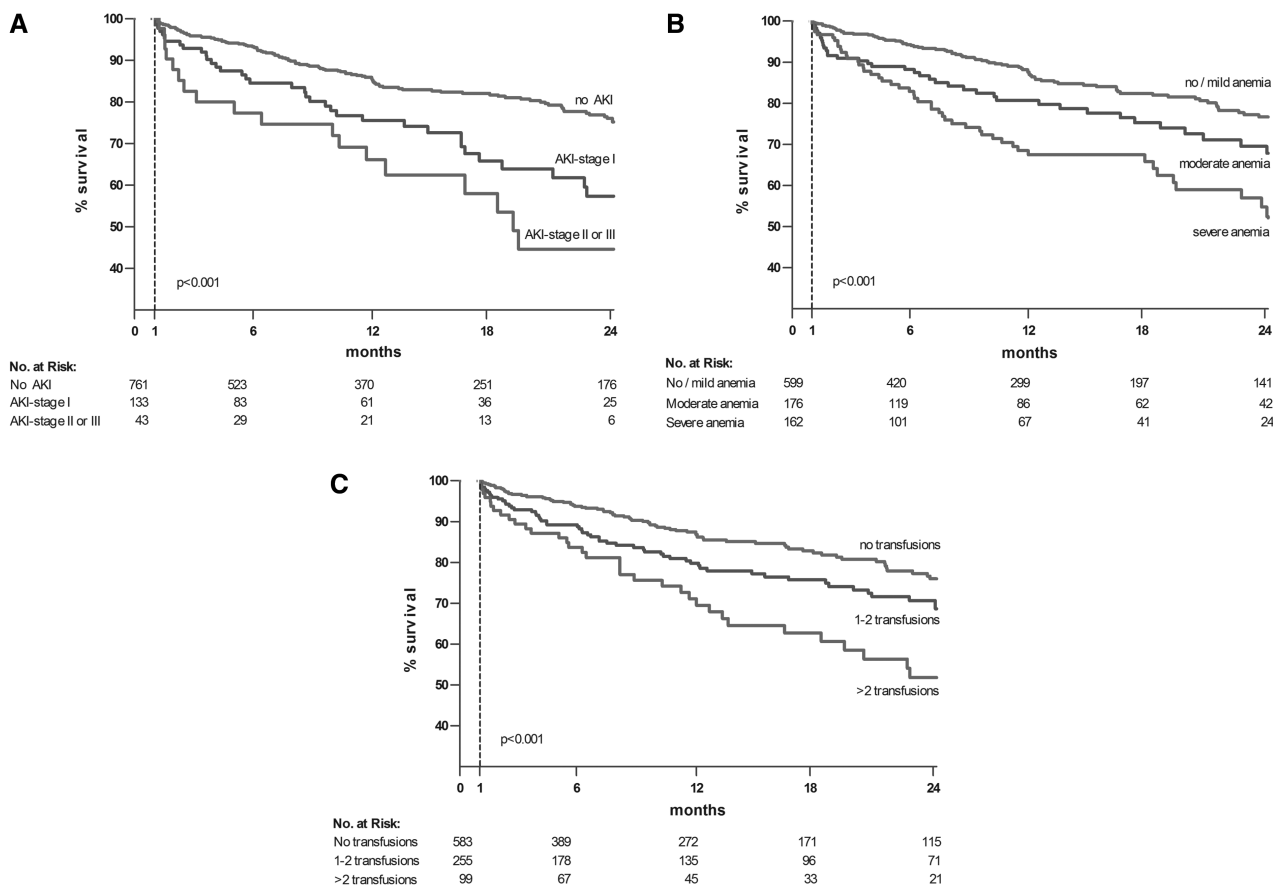 A
100
90
80
70
60
50
40
% survival
no AKI
AKI-stage I
AKI-stage II or III
p<0.001
0 1 6 12 18 24
months
No. at Risk:
No AKI 761 523 370 251 176
AKI-stage I 133 83 61 36 25
AKI-stage II or III 43 29 21 13 6
B
100
90
80
70
60
50
40
% survival
no / mild anemia
moderate anemia
severe anemia
p<0.001
0 1 6 12 18 24
months
No. at Risk:
No / mild anemia 599 420 299 197 141
Moderate anemia 176 119 86 62 42
Severe anemia 162 101 67 41 24
C
100
90
80
70
60
50
40
% survival
no transfusions
1-2 transfusions
>2 transfusions
p<0.001
0 1 6 12 18 24
months
No. at Risk:
No transfusions 583 389 272 171 115
1-2 transfusions 255 178 135 96 71
>2 transfusions 99 67 45 33 21